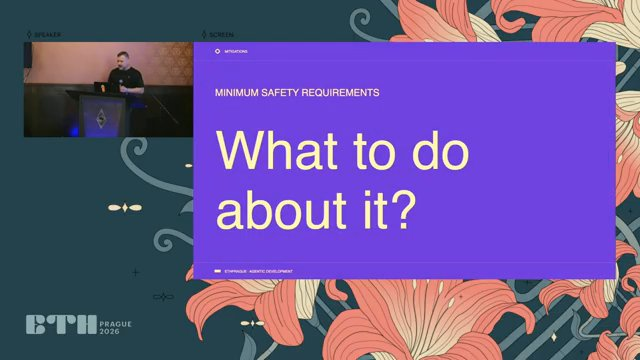 SPEAKER
SCREEN
MITIGATIONS
MINIMUM SAFETY REQUIREMENTS
What to do
about it?
ETHPRAGUE · AGENTIC DEVELOPMENT
ETH PRAGUE
2026